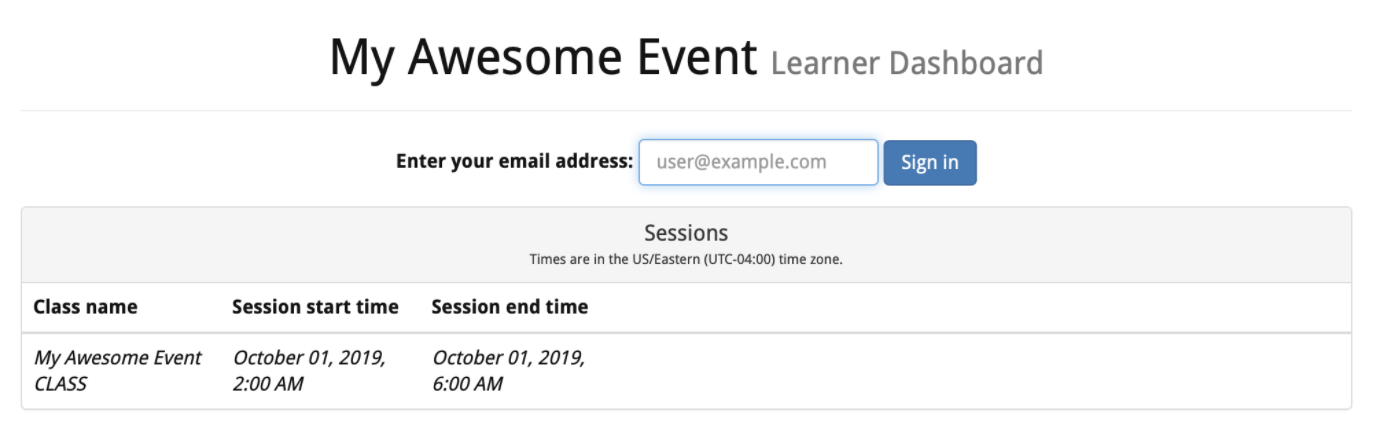 My Awesome Event Learner Dashboard
Enter your email address: user@example.com Sign in
Sessions
Times are in the US/Eastern (UTC-04:00) time zone.
Class name Session start time Session end time
My Awesome Event October 01, 2019, October 01, 2019,
CLASS 2:00 AM 6:00 AM